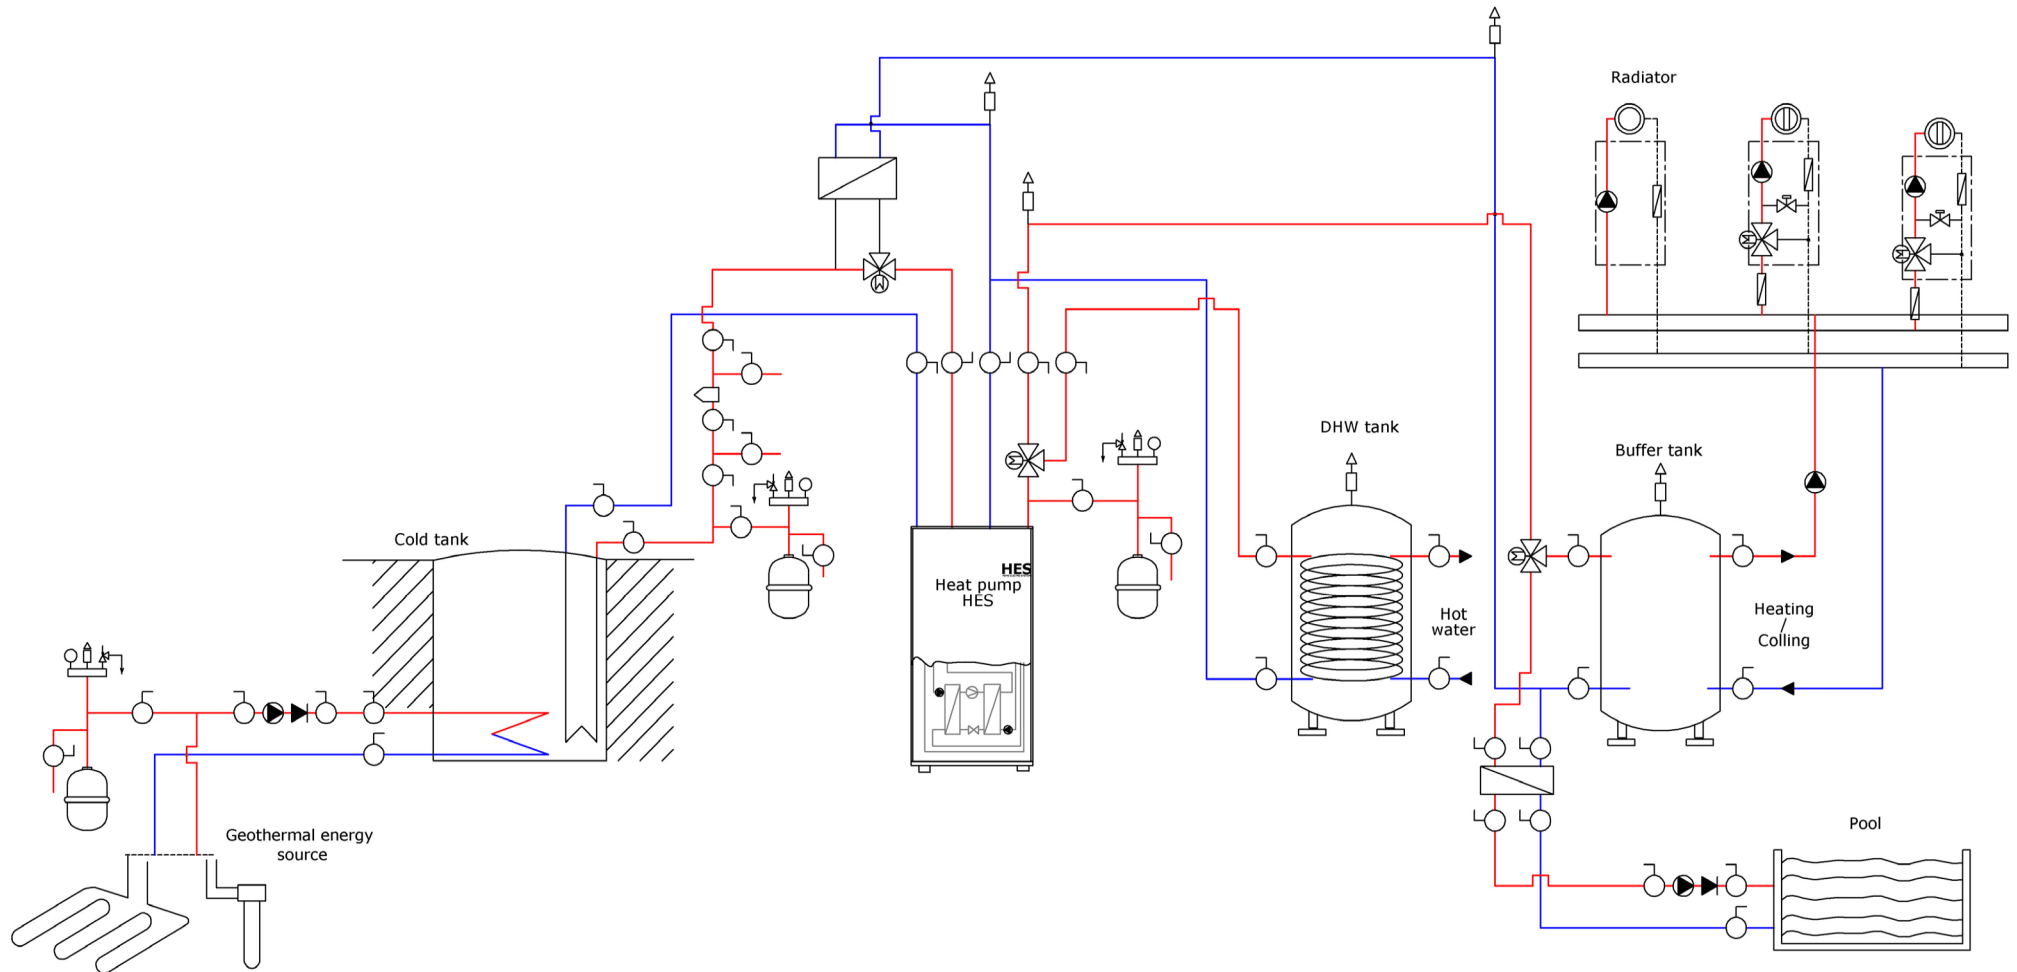 Radiator
DHW tank
Buffer tank
Cold tank
HES
Heat pump
HES
Hot
water
Heating
/
Colling
Geothermal energy
source
Pool